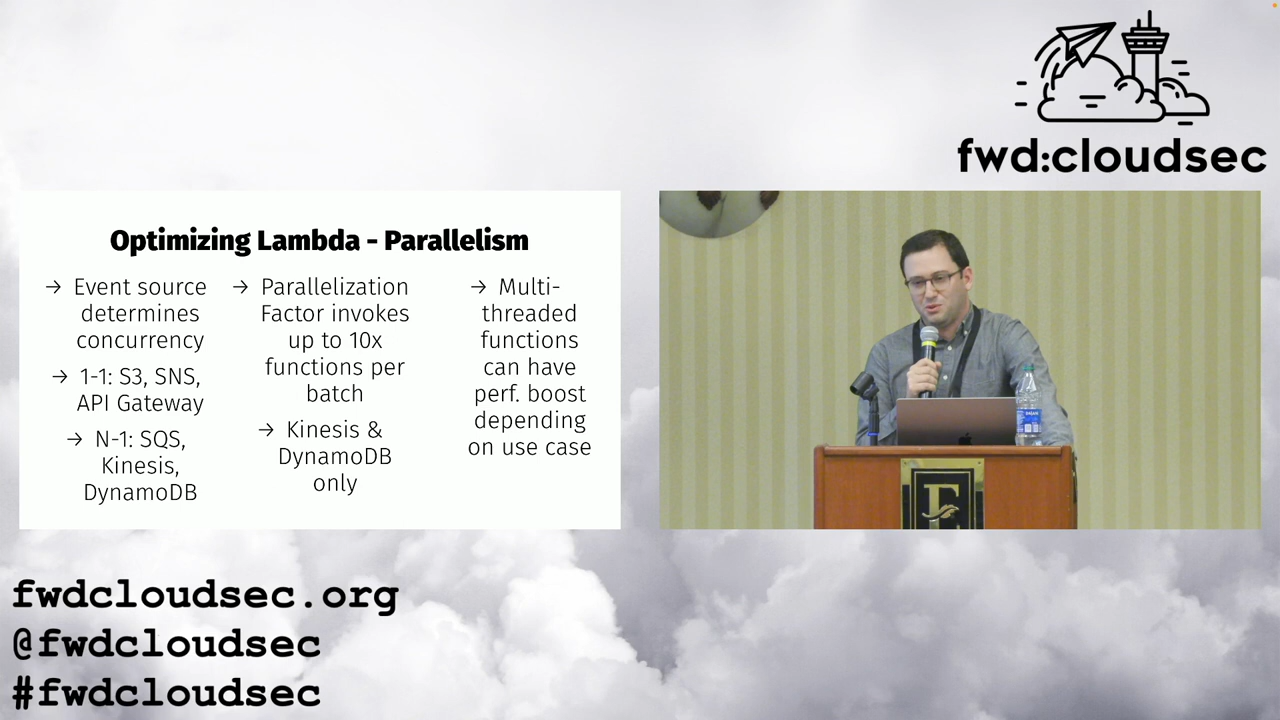 fwd:cloudsec
Optimizing Lambda - Parallelism
→ Event source
determines
concurrency
→ 1-1: S3, SNS,
API Gateway
→ N-1: SQS,
Kinesis,
DynamoDB
→ Parallelization
Factor invokes
up to 10x
functions per
batch
→ Kinesis &
DynamoDB
only
→ Multi-
threaded
functions
can have
perf. boost
depending
on use case
E
fwdcloudsec.org
@fwdcloudsec
#fwdcloudsec